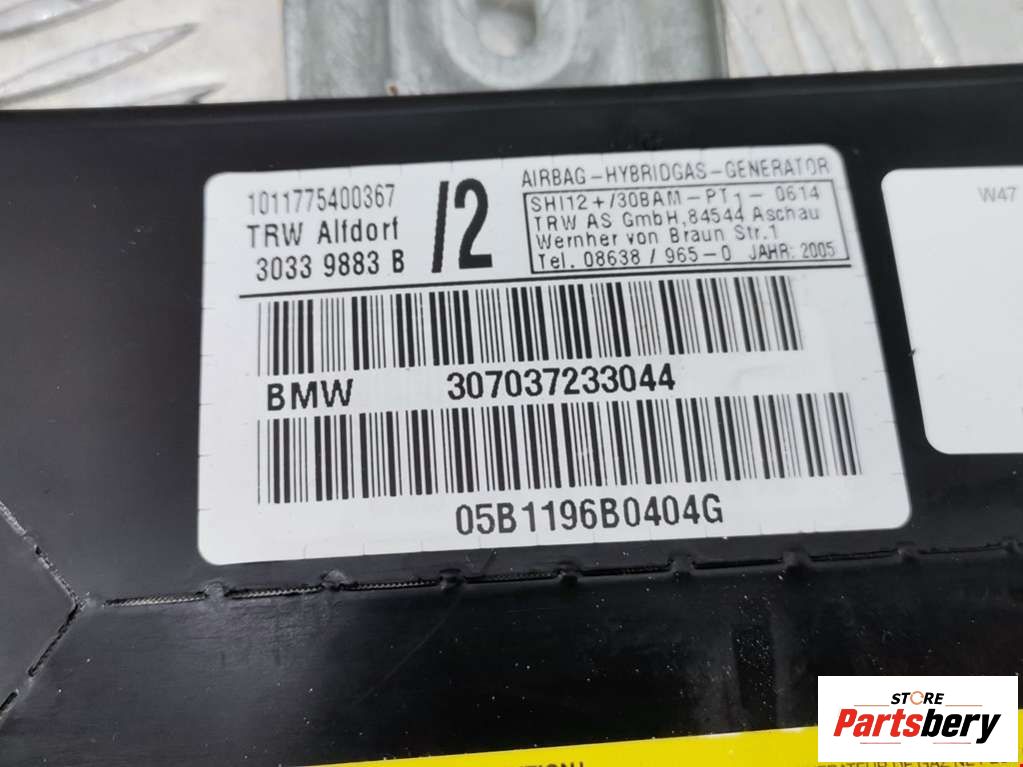 1011775400367
TRW Alfdorf
3033 9883 B
/2
AIRBAG-HYBRIDGAS-GENERATOR
SHI12+/30BAM-PT1-0614
TRW AS GmbH,84544 Aschau
Wernher von Braun Str.1
Tel. 08638 / 965-0 JAHR: 2005
BMW 307037233044
05B1196B0404G
W47
STORE
Partsbery